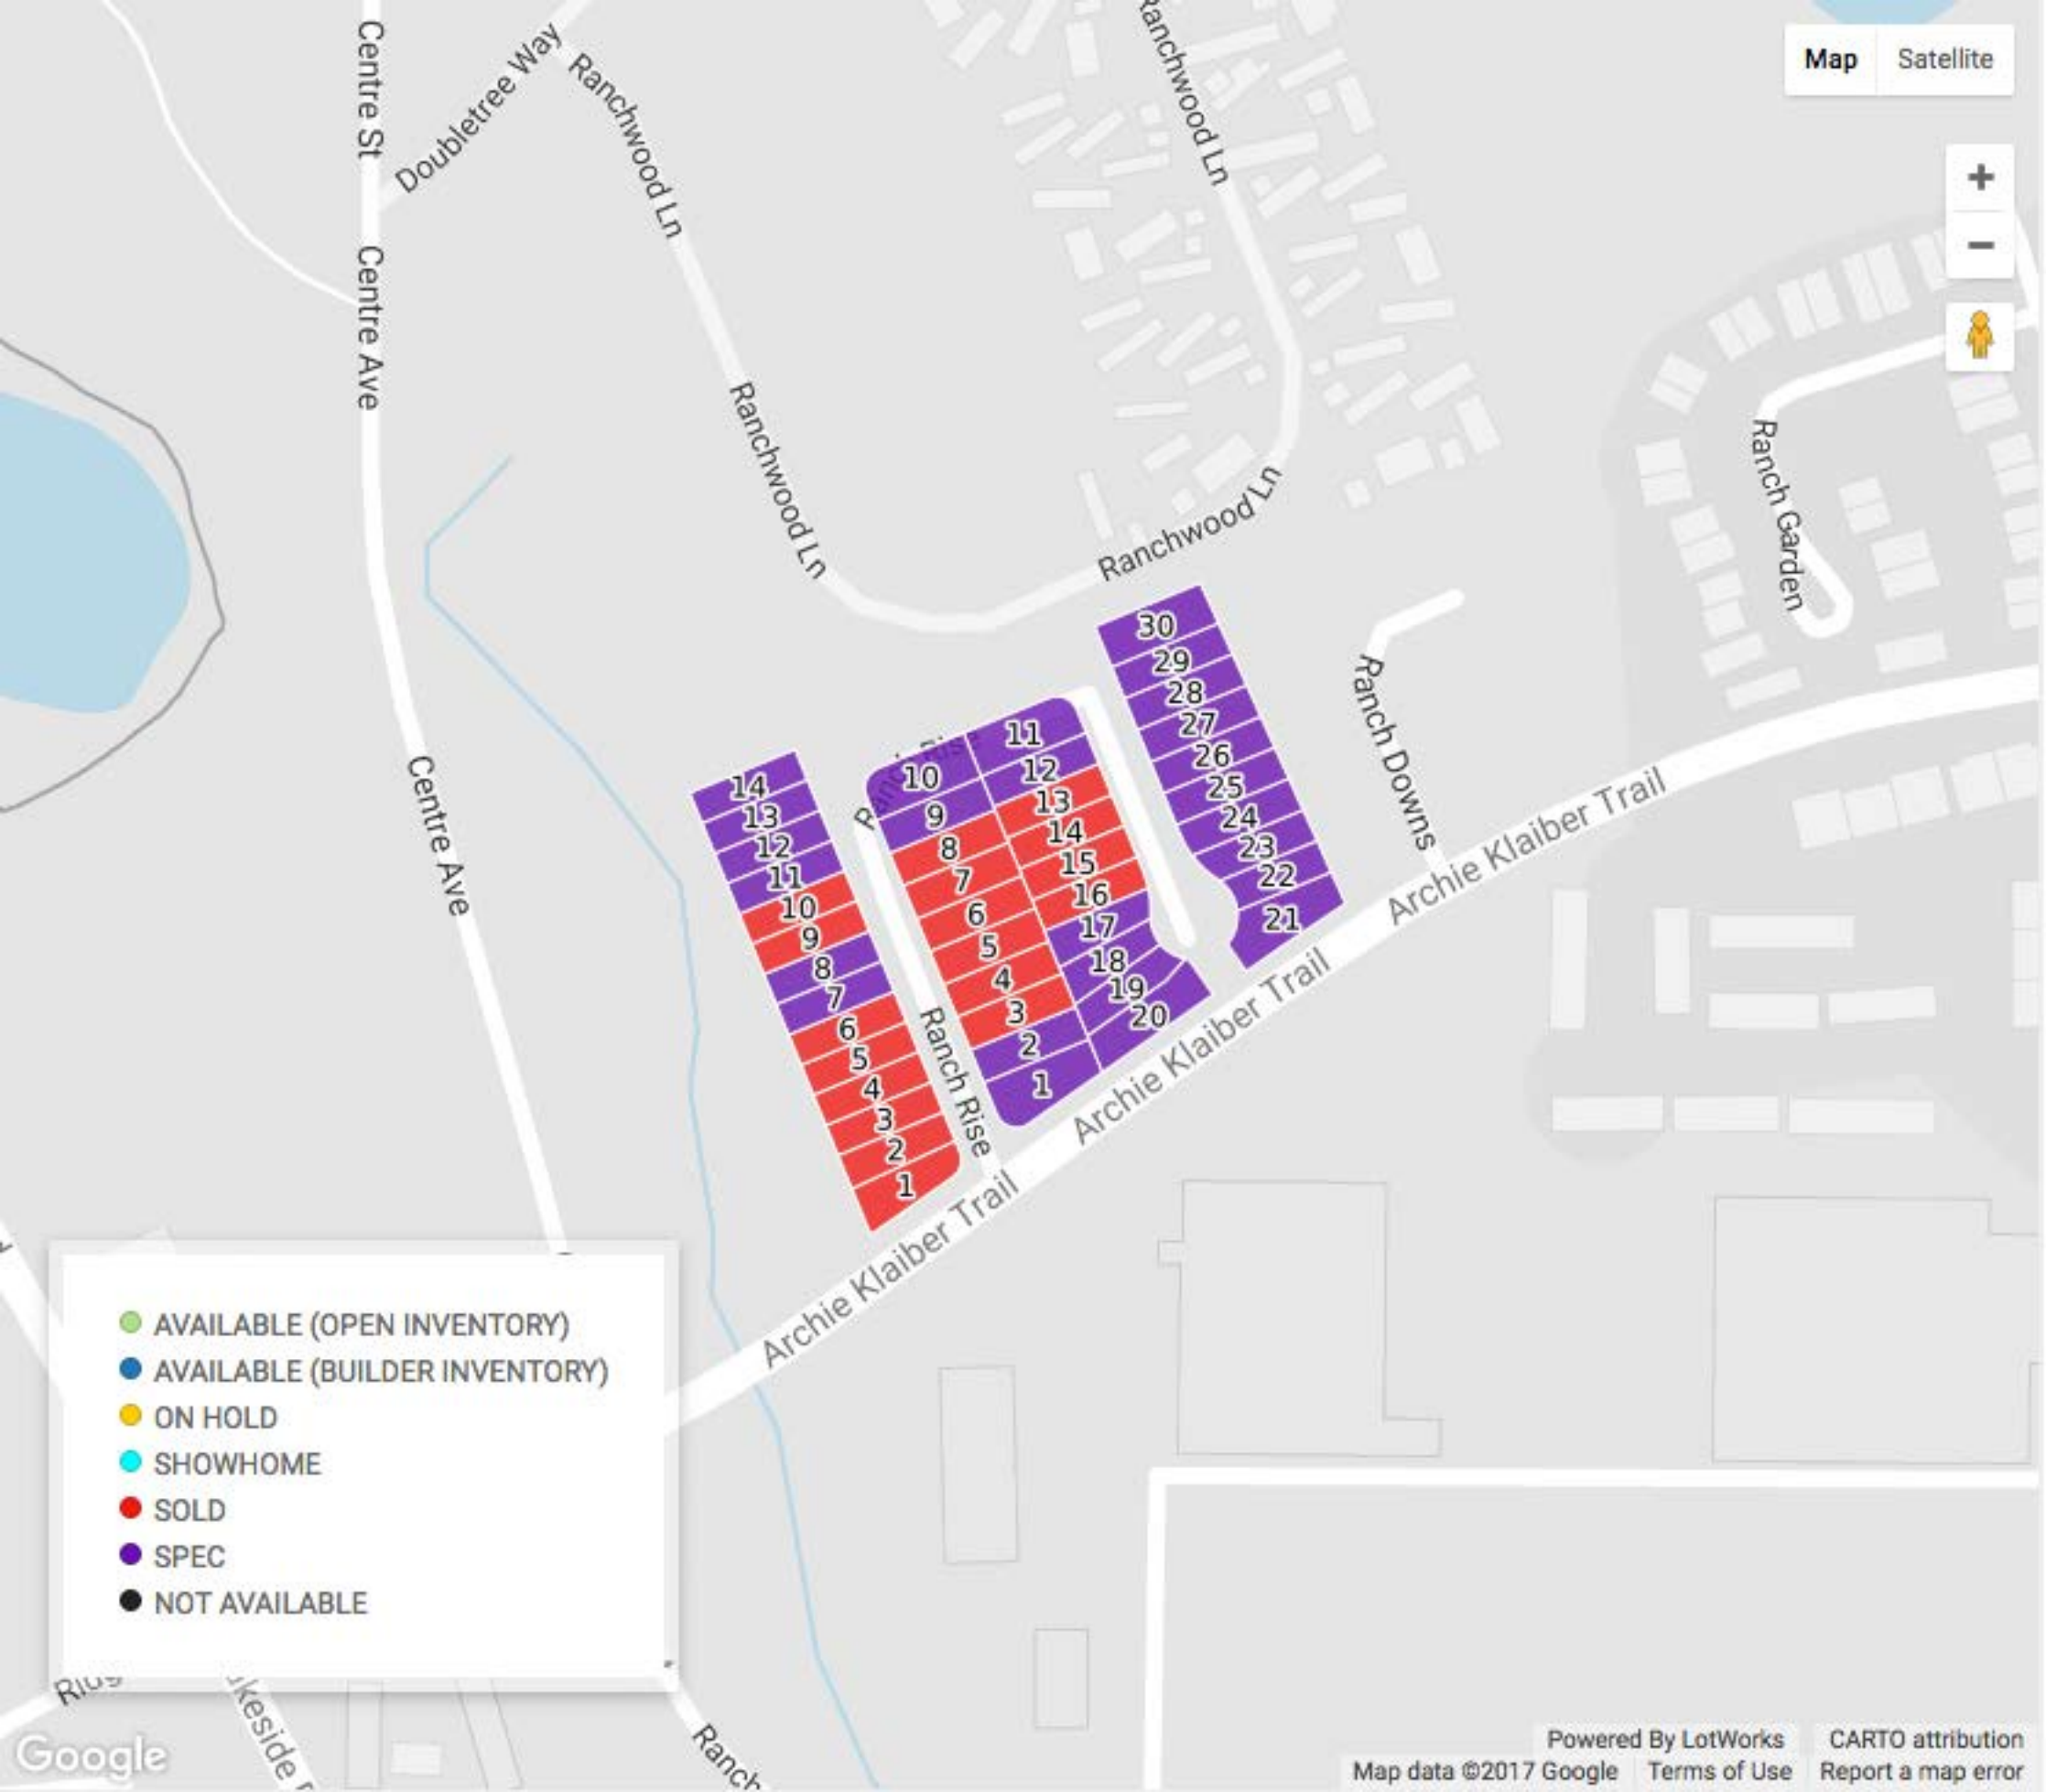 Centre St
Doubletree Way
Ranchwood Ln
Ranchwood Ln
Map
Satellite
+
−
Centre Ave
Ranchwood Ln
Ranchwood Ln
Ranch Garden
30
29
28
27
26
25
24
23
22
21
Ranch Downs
Ranch Rise
11
12
13
14
15
16
17
18
19
20
10
9
8
7
6
5
4
3
2
1
14
13
12
11
10
9
8
7
6
5
4
3
2
1
Centre Ave
Ranch Rise
Archie Klaiber Trail
Archie Klaiber Trail
Archie Klaiber Trail
Archie Klaiber Trail
AVAILABLE (OPEN INVENTORY)
AVAILABLE (BUILDER INVENTORY)
ON HOLD
SHOWHOME
SOLD
SPEC
NOT AVAILABLE
Ranch
Google
Powered By LotWorks
CARTO attribution
Map data ©2017 Google
Terms of Use
Report a map error